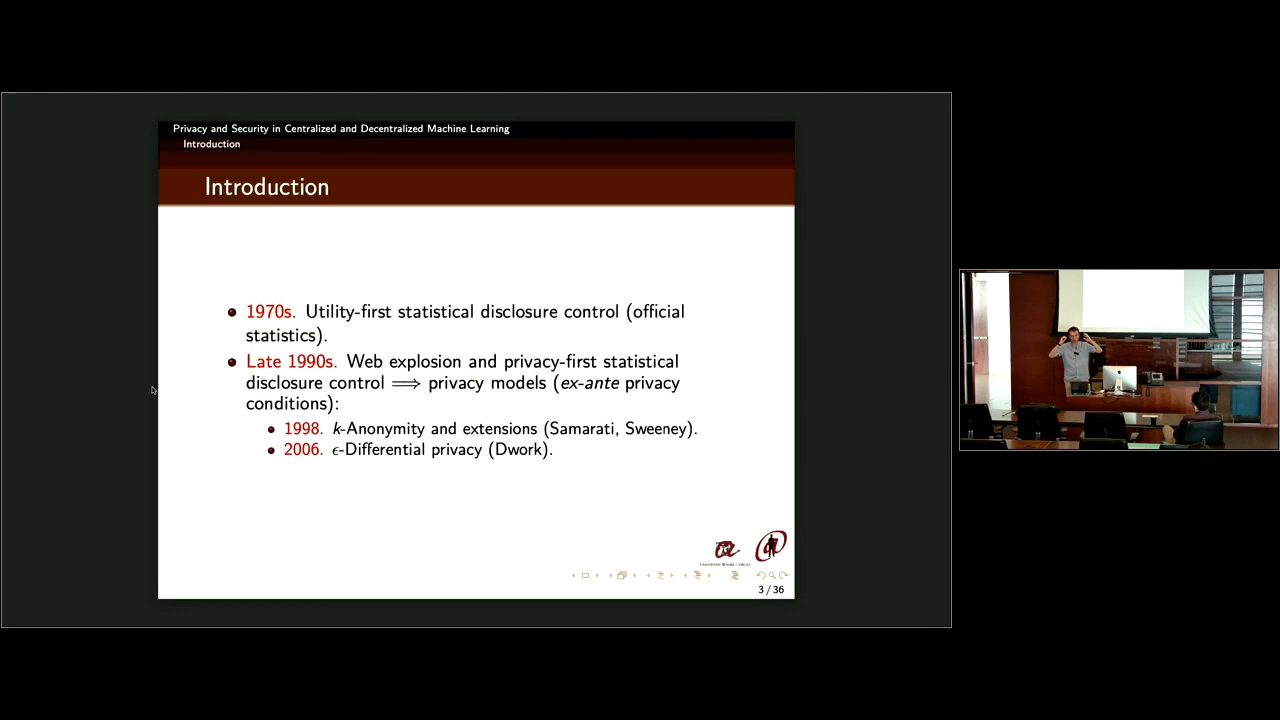 Privacy and Security in Centralized and Decentralized Machine Learning
Introduction
Introduction
1970s. Utility-first statistical disclosure control (official
statistics).
Late 1990s. Web explosion and privacy-first statistical
disclosure control ⟹ privacy models (ex-ante privacy
conditions):
1998. k-Anonymity and extensions (Samarati, Sweeney).
2006. ϵ-Differential privacy (Dwork).
3 / 36